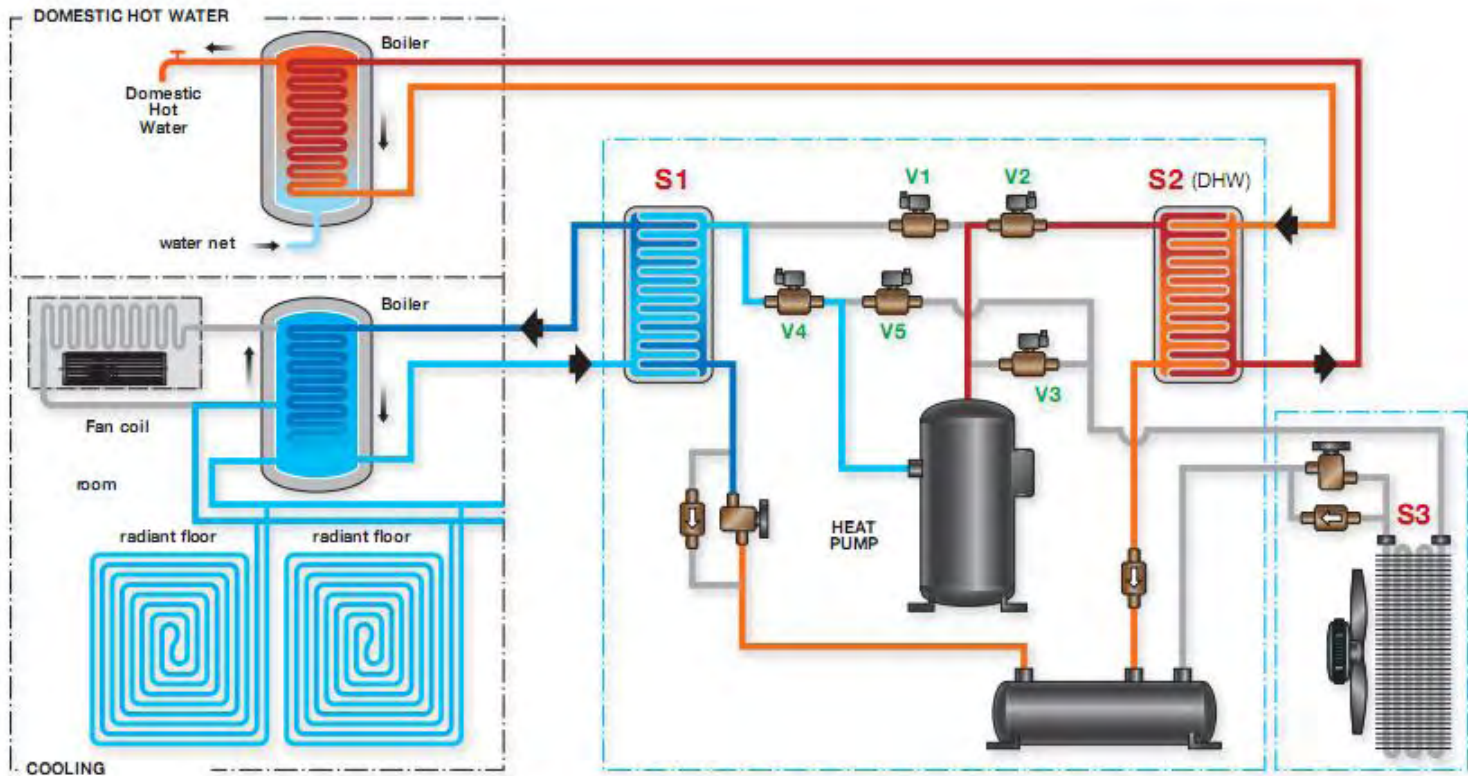 DOMESTIC HOT WATER
Boiler
Domestic
Hot
Water
water net
S1
V1
V2
S2 (DHW)
Boiler
V4
V5
V3
Fan coil
room
HEAT
PUMP
S3
radiant floor
radiant floor
COOLING